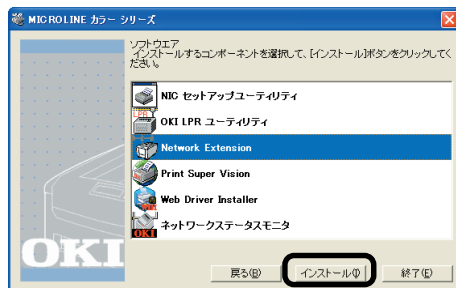 MICROLINE カラー シリーズ
ソフトウエア
インストールするコンポーネントを選択して、[インストール]ボタンをクリックしてく
ださい。
NIC セットアップユーティリティ
LPR
OKI LPR ユーティリティ
Network Extension
Print Super Vision
Web Driver Installer
OKI
ネットワークステータスモニタ
OKI
戻る(B)
インストール(I)
終了(E)